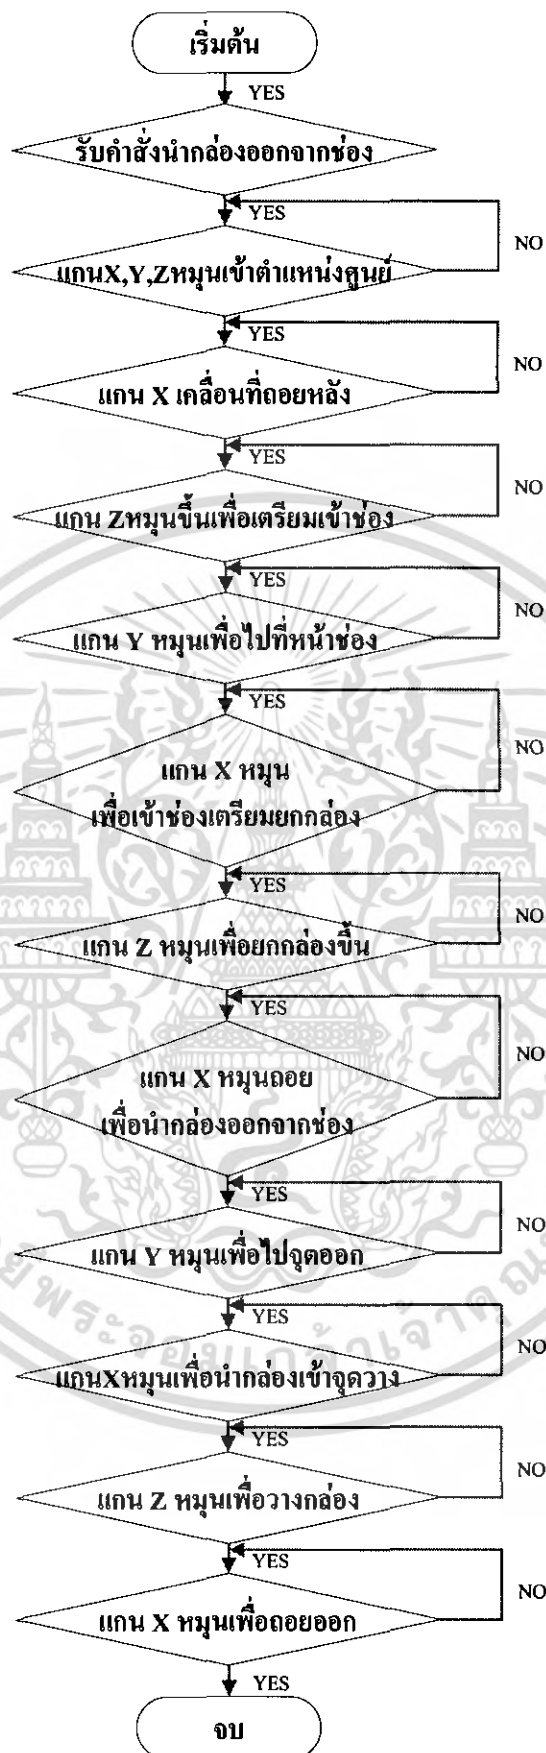 เริ่มต้น
YES
รับคำสั่งนำกล่องออกจากช่อง
YES
NO
แกนX,Y,Zหมุนเข้าตำแหน่งศูนย์
YES
NO
แกน X เคลื่อนที่ถอยหลัง
YES
NO
แกน Zหมุนขึ้นเพื่อเตรียมเข้าช่อง
YES
NO
แกน Y หมุนเพื่อไปที่หน้าช่อง
YES
NO
แกน X หมุน
เพื่อเข้าช่องเตรียมยกกล่อง
YES
NO
แกน Z หมุนเพื่อยกกล่องขึ้น
YES
NO
แกน X หมุนถอย
เพื่อนำกล่องออกจากช่อง
YES
NO
แกน Y หมุนเพื่อไปจุดออก
YES
NO
แกนXหมุนเพื่อนำกล่องเข้าจุดวาง
YES
NO
แกน Z หมุนเพื่อวางกล่อง
YES
NO
แกน X หมุนเพื่อถอยออก
YES
จบ